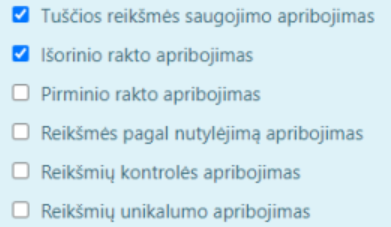 Tuščios reikšmės saugojimo apribojimas
Išorinio rakto apribojimas
Pirminio rakto apribojimas
Reikšmės pagal nutylėjimą apribojimas
Reikšmių kontrolės apribojimas
Reikšmių unikalumo apribojimas